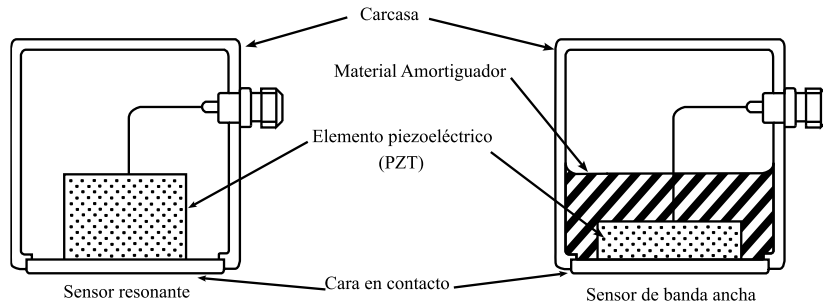 Carcasa
Material Amortiguador
Elemento piezoeléctrico
(PZT)
Cara en contacto
Sensor resonante
Sensor de banda ancha